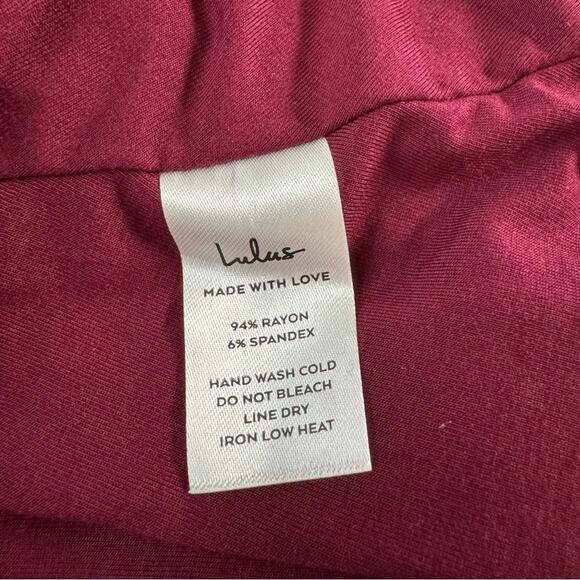 Lulus
MADE WITH LOVE
94% RAYON
6% SPANDEX
HAND WASH COLD
DO NOT BLEACH
LINE DRY
IRON LOW HEAT